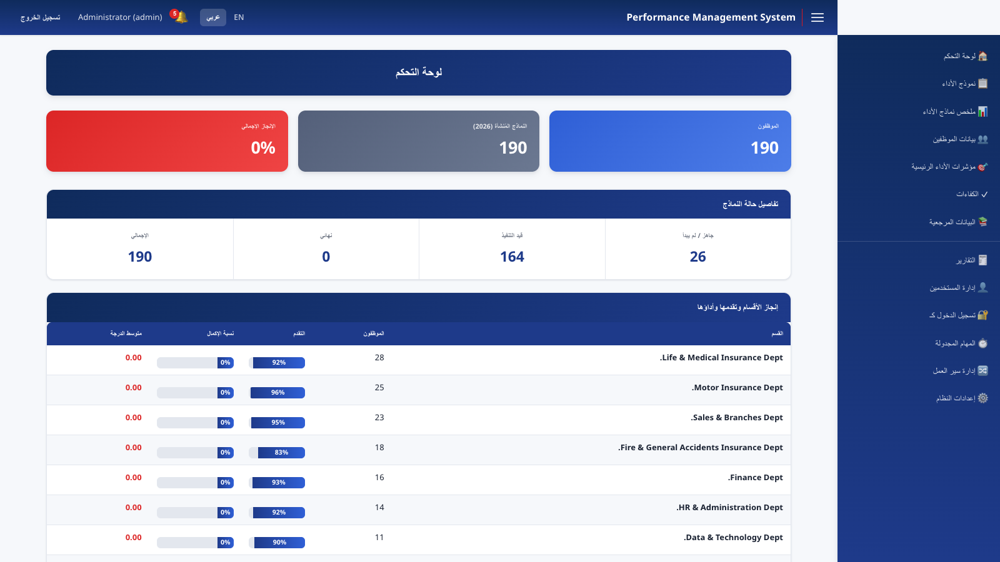 Performance Management System
EN
عربي
5
Administrator (admin)
تسجيل الخروج
لوحة التحكم
نموذج الأداء
ملخص نماذج الأداء
بيانات الموظفين
مؤشرات الأداء الرئيسية
الكفاءات
البيانات المرجعية
التقارير
إدارة المستخدمين
تسجيل الدخول كـ
المهام المجدولة
إدارة سير العمل
إعدادات النظام
لوحة التحكم
الموظفون
190
النماذج المُنشأة (2026)
190
الإنجاز الإجمالي
0%
تفاصيل حالة النماذج
جاهز / لم يبدأ
26
قيد التنفيذ
164
نهائي
0
الإجمالي
190
إنجاز الأقسام وتقدمها وأداؤها
القسم الموظفون التقدم نسبة الإكمال متوسط الدرجة
.Life & Medical Insurance Dept 28 92% 0% 0.00
.Motor Insurance Dept 25 96% 0% 0.00
.Sales & Branches Dept 23 95% 0% 0.00
.Fire & General Accidents Insurance Dept 18 83% 0% 0.00
.Finance Dept 16 93% 0% 0.00
.HR & Administration Dept 14 92% 0% 0.00
.Data & Technology Dept 11 90% 0% 0.00